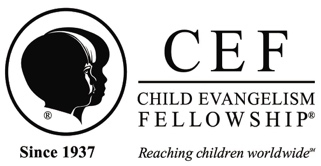 CEF
CHILD EVANGELISM
FELLOWSHIP®
®
Since 1937
Reaching children worldwide℠